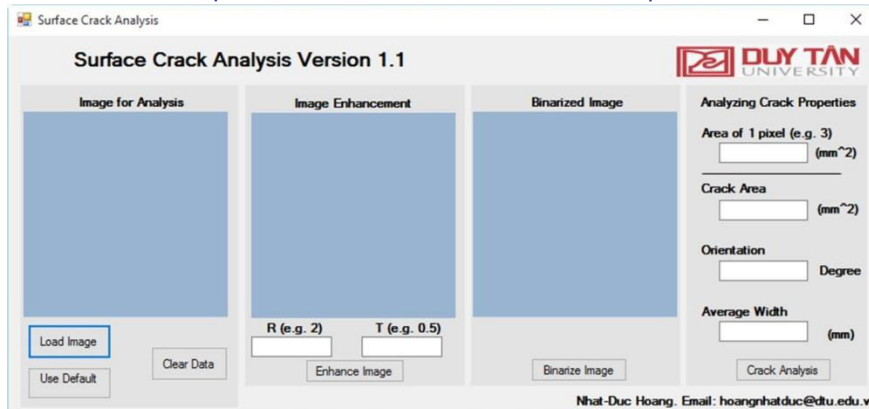 Surface Crack Analysis
Surface Crack Analysis Version 1.1
DUY TÂN
UNIVERSITY
Image for Analysis
Load Image
Use Default
Clear Data
Image Enhancement
R (e.g. 2) T (e.g. 0.5)
Enhance Image
Binarized Image
Binarize Image
Analyzing Crack Properties
Area of 1 pixel (e.g. 3)
(mm^2)
Crack Area
(mm^2)
Orientation
Degree
Average Width
(mm)
Crack Analysis
Nhat-Duc Hoang. Email: hoangnhatduc@dtu.edu.v